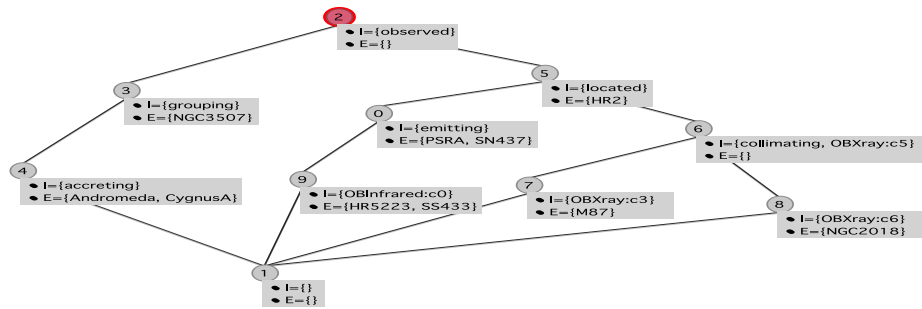 2
I={observed}
E={}
3
I={grouping}
E={NGC3507}
5
I={located}
E={HR2}
0
I={emitting}
E={PSRA, SN437}
6
I={collimating, OBXray:c5}
E={}
4
I={accreting}
E={Andromeda, CygnusA}
9
I={OBInfrared:c0}
E={HR5223, SS433}
7
I={OBXray:c3}
E={M87}
8
I={OBXray:c6}
E={NGC2018}
1
I={}
E={}